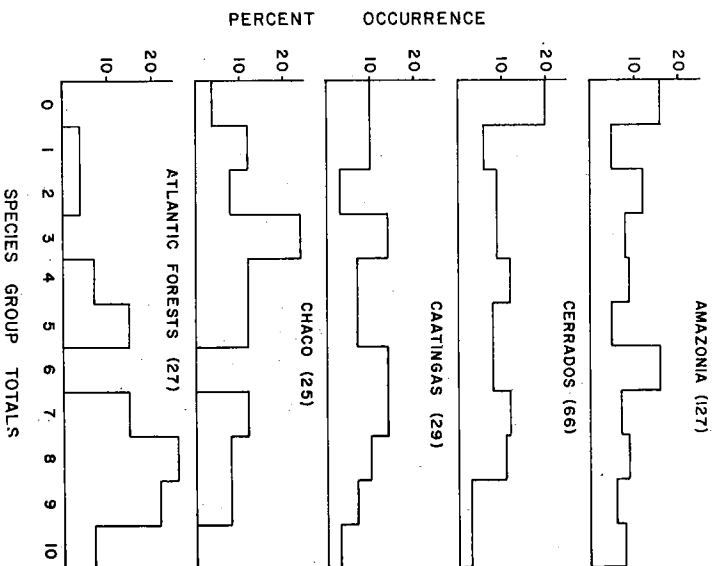 PERCENT OCCURRENCE
10 20
AMAZONIA (127)
10 20
CERRADOS (66)
10 20
CAATINGAS (29)
10 20
CHACO (25)
10 20
ATLANTIC FORESTS (27)
0 1 2 3 4 5 6 7 8 9 10
SPECIES GROUP TOTALS